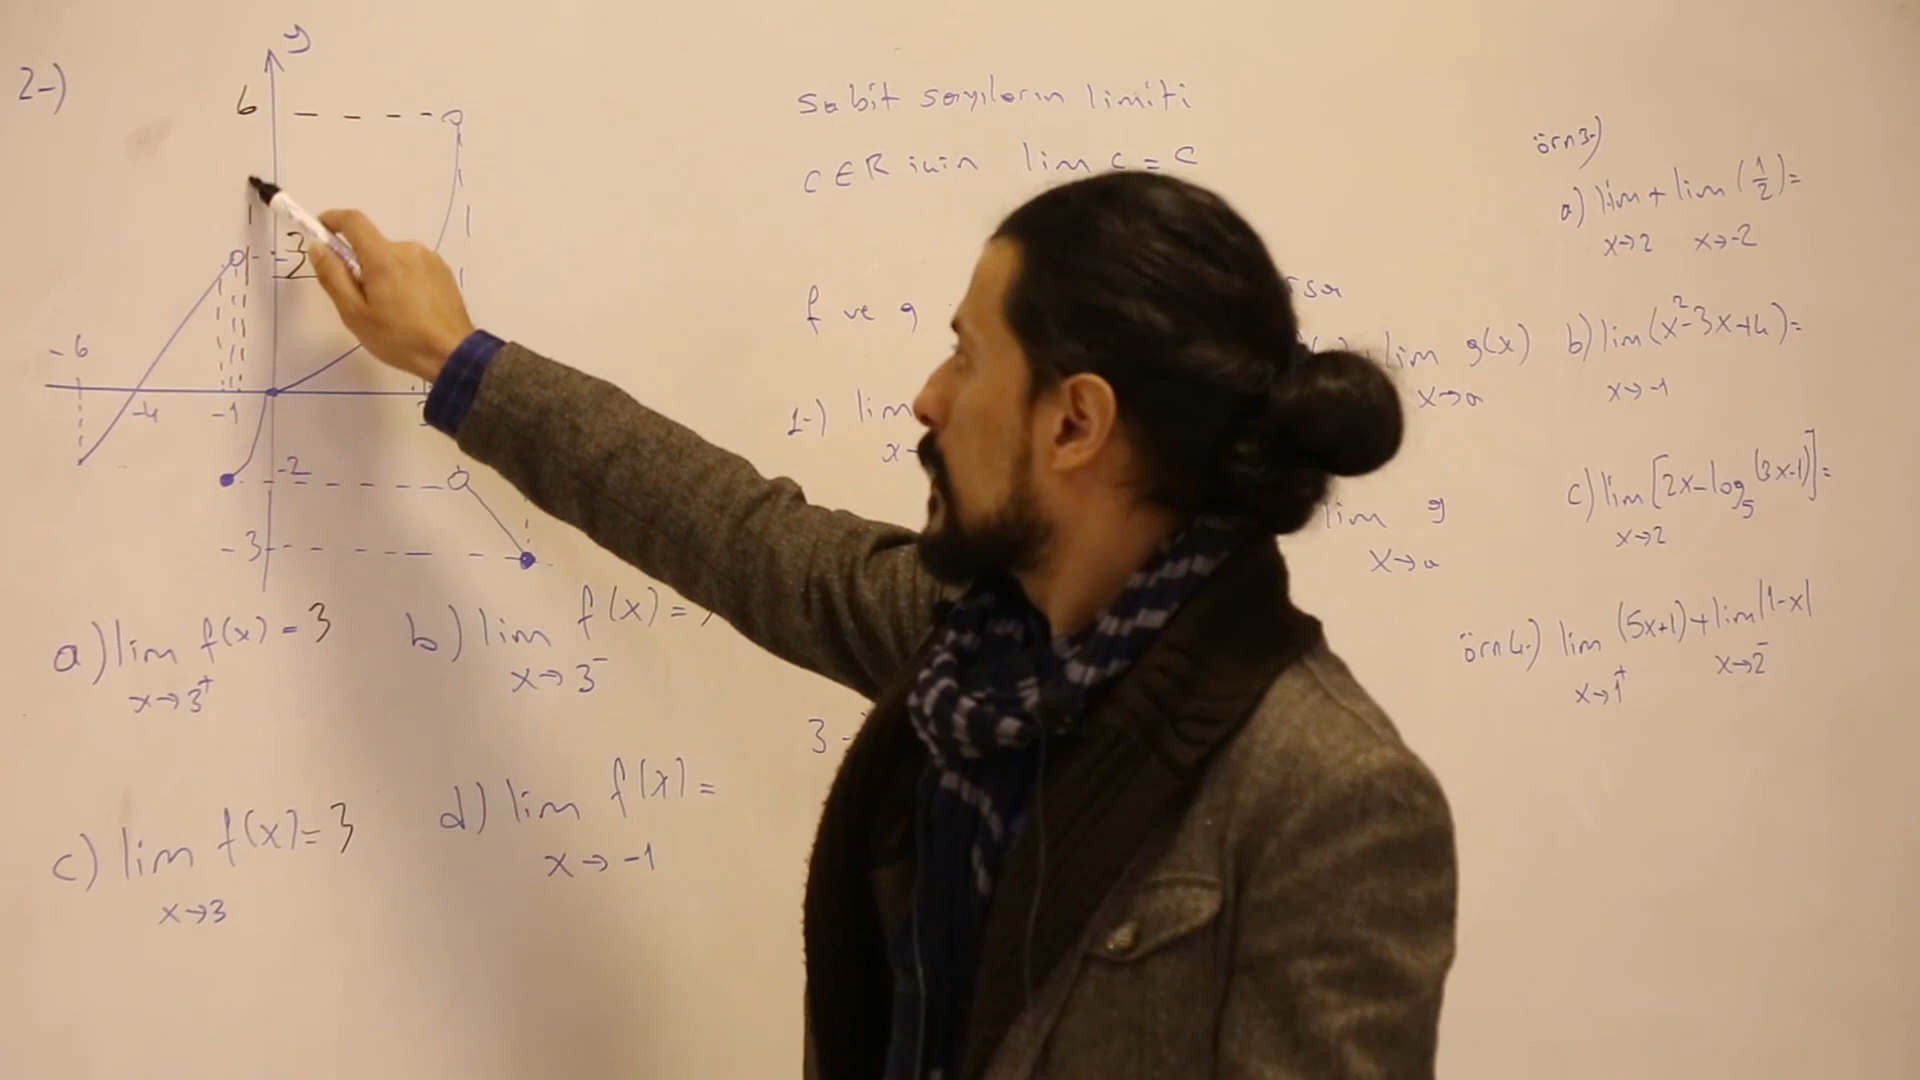 2-)
y
6
3
-6
-4
-1
-2
-3
a) lim f(x) = 3
x→3⁺
b) lim f(x) =
x→3⁻
c) lim f(x) = 3
x→3
d) lim f(x) =
x→-1
Sabit sayıların limiti
C∈R için lim c = c
f ve g
g(x)
x→a
1-) lim
lim g
x→a
3-
örn3-)
a) lim + lim (1/2) =
x→2 x→-2
b) lim (x²-3x+4) =
x→-1
c) lim [2x-log₅(3x-1)] =
x→2
örn4-) lim (5x+1) + lim |1-x|
x→1⁺ x→2⁻